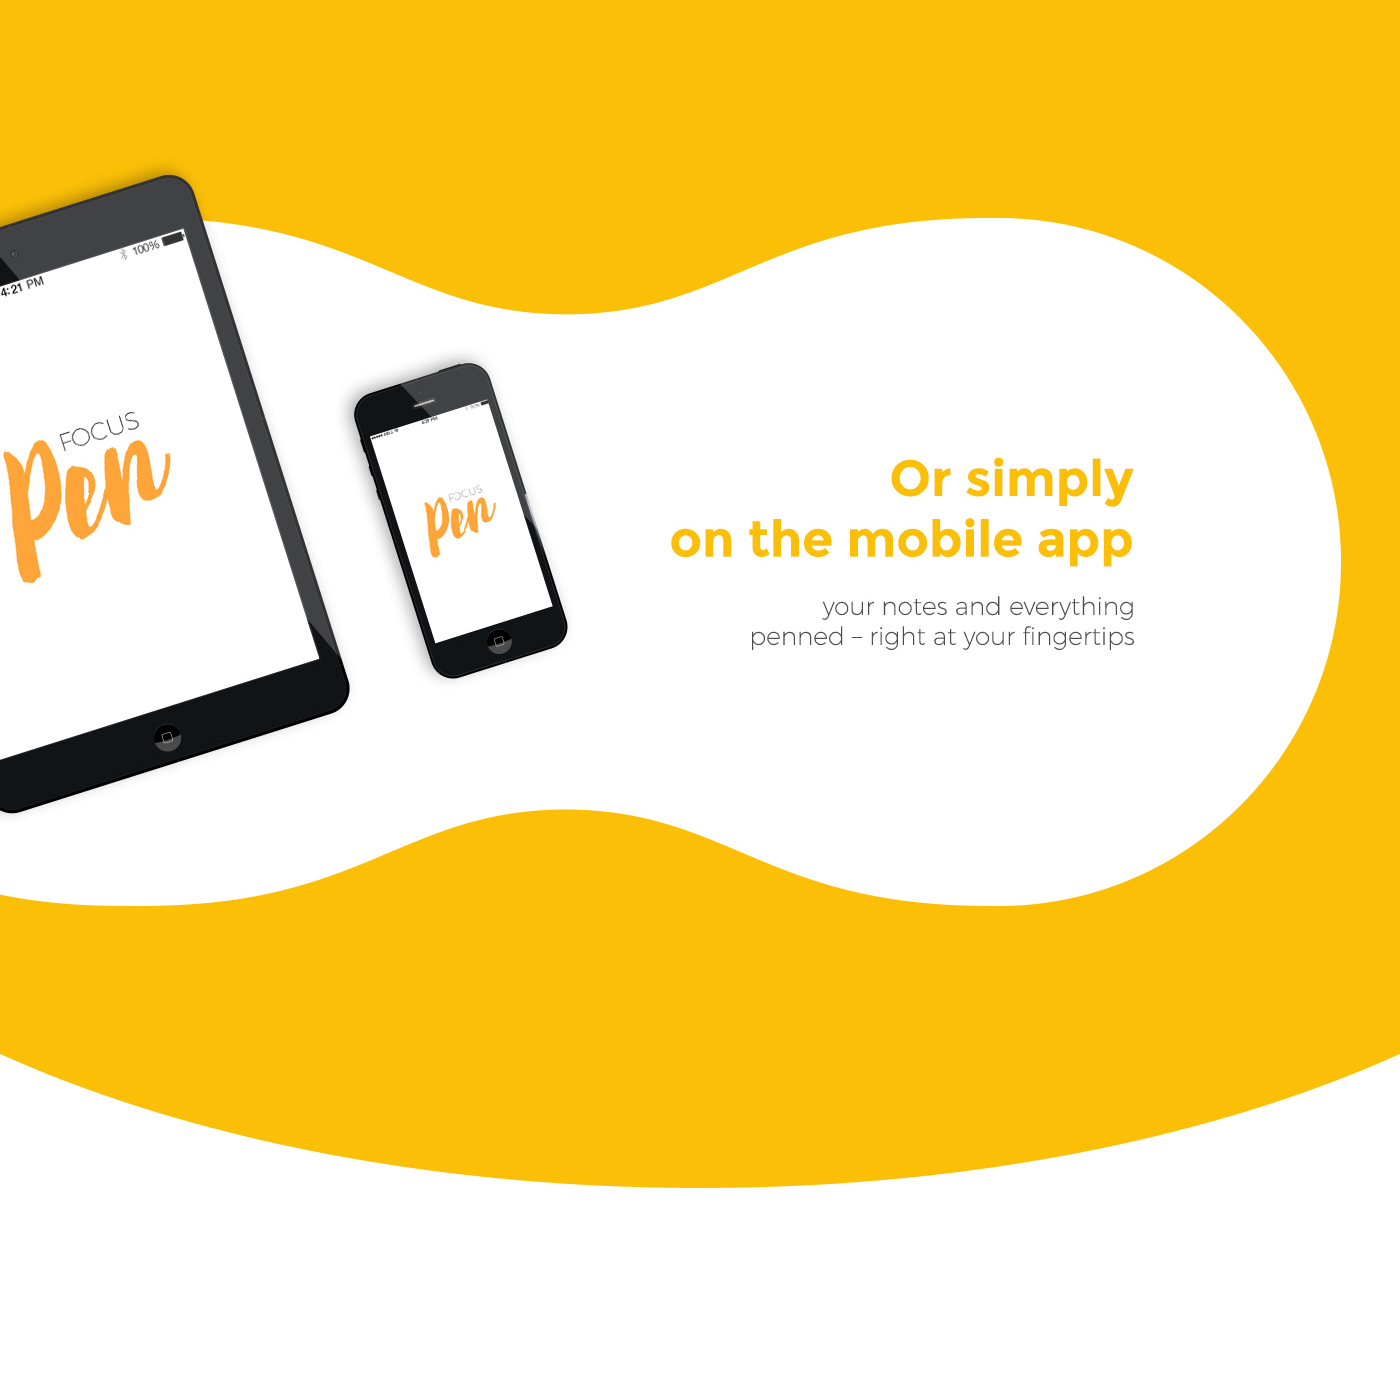 4:21 PM
100%
FOCUS
Pen
FOCUS
Pen
Or simply
on the mobile app
your notes and everything
penned – right at your fingertips